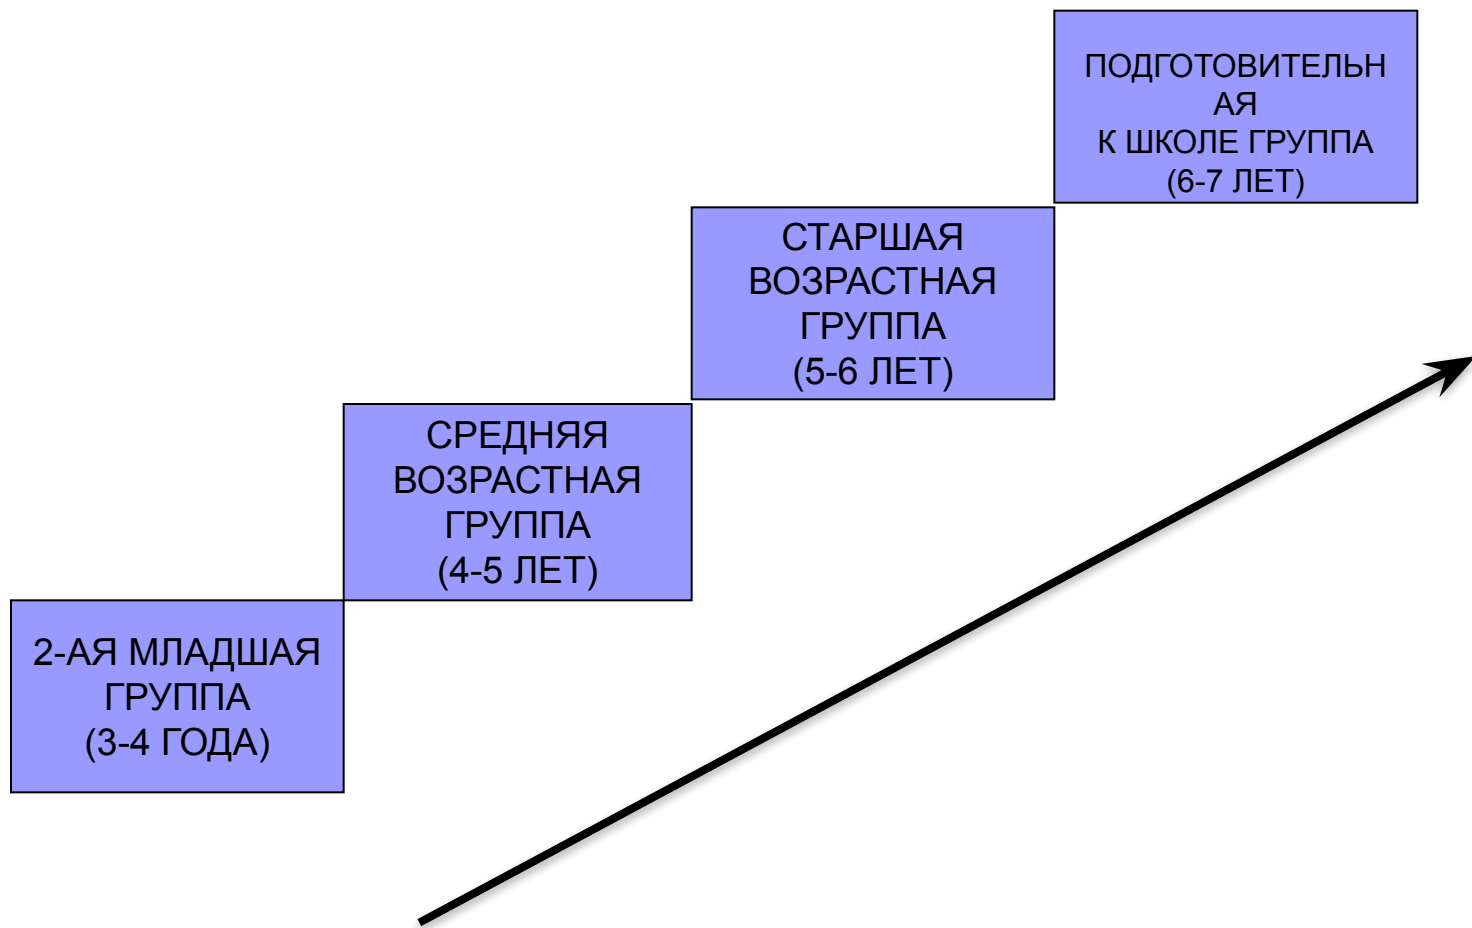 ПОДГОТОВИТЕЛЬН
АЯ
К ШКОЛЕ ГРУППА
(6-7 ЛЕТ)
СТАРШАЯ
ВОЗРАСТНАЯ
ГРУППА
(5-6 ЛЕТ)
СРЕДНЯЯ
ВОЗРАСТНАЯ
ГРУППА
(4-5 ЛЕТ)
2-АЯ МЛАДШАЯ
ГРУППА
(3-4 ГОДА)